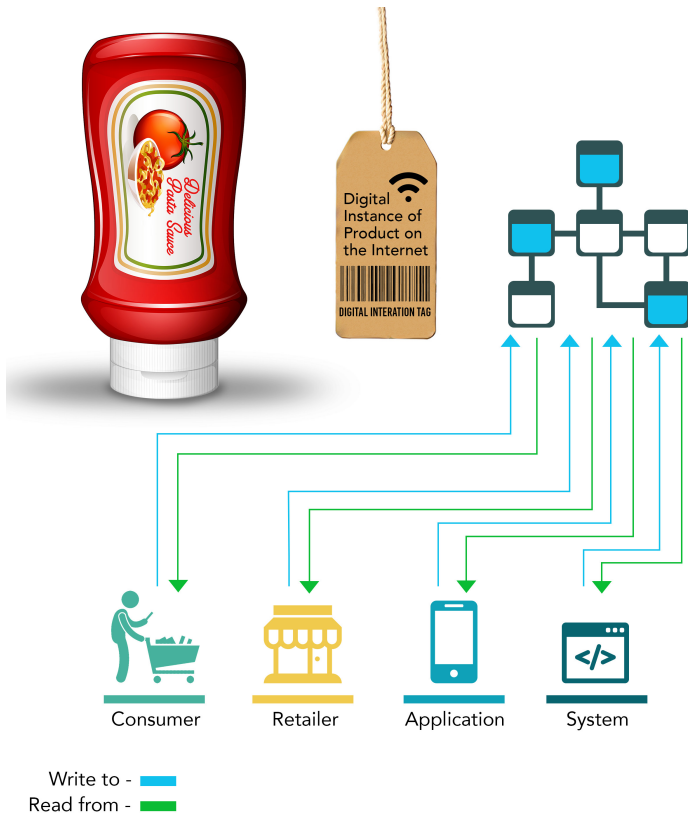 Delicious
Pasta Sauce
Digital
Instance of
Product on
the Internet
DIGITAL INTERATION TAG
</>
Consumer
Retailer
Application
System
Write to -
Read from -